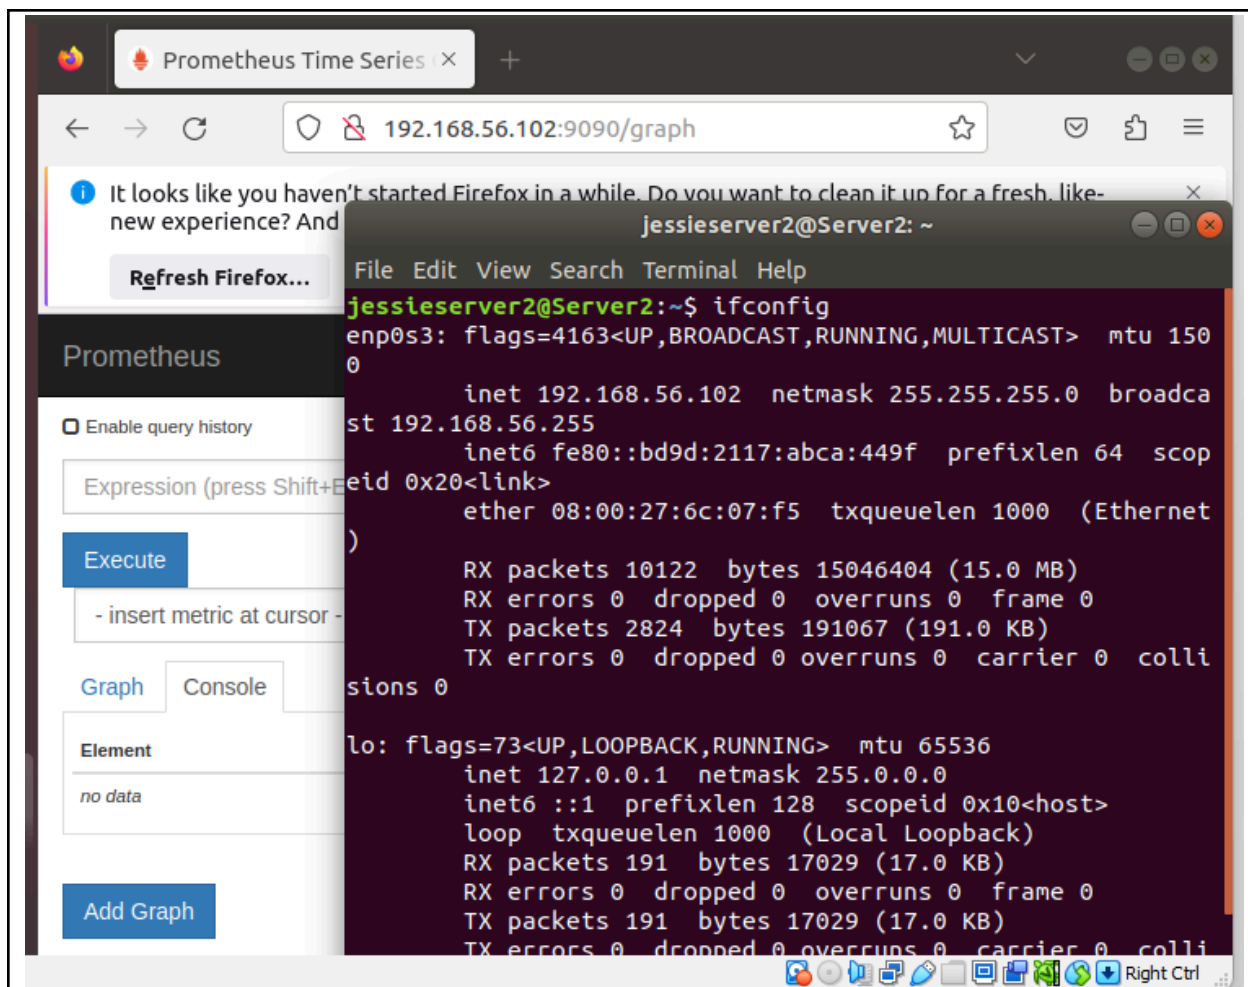 Prometheus Time Series
192.168.56.102:9090/graph
It looks like you haven't started Firefox in a while. Do you want to clean it up for a fresh, like-
new experience? And
Refresh Firefox...
Prometheus
Enable query history
Expression (press Shift+E
Execute
- insert metric at cursor -
Graph Console
Element
no data
Add Graph
jessieserver2@Server2: ~
File Edit View Search Terminal Help
jessieserver2@Server2:~$ ifconfig
enp0s3: flags=4163<UP,BROADCAST,RUNNING,MULTICAST>  mtu 150
0
inet 192.168.56.102  netmask 255.255.255.0  broadca
st 192.168.56.255
inet6 fe80::bd9d:2117:abca:449f  prefixlen 64  scop
eid 0x20<link>
ether 08:00:27:6c:07:f5  txqueuelen 1000  (Ethernet
)
RX packets 10122  bytes 15046404 (15.0 MB)
RX errors 0  dropped 0  overruns 0  frame 0
TX packets 2824  bytes 191067 (191.0 KB)
TX errors 0  dropped 0 overruns 0  carrier 0  colli
sions 0
lo: flags=73<UP,LOOPBACK,RUNNING>  mtu 65536
inet 127.0.0.1  netmask 255.0.0.0
inet6 ::1  prefixlen 128  scopeid 0x10<host>
loop  txqueuelen 1000  (Local Loopback)
RX packets 191  bytes 17029 (17.0 KB)
RX errors 0  dropped 0  overruns 0  frame 0
TX packets 191  bytes 17029 (17.0 KB)
TX errors 0  dropped 0 overruns 0  carrier 0  colli
Right Ctrl